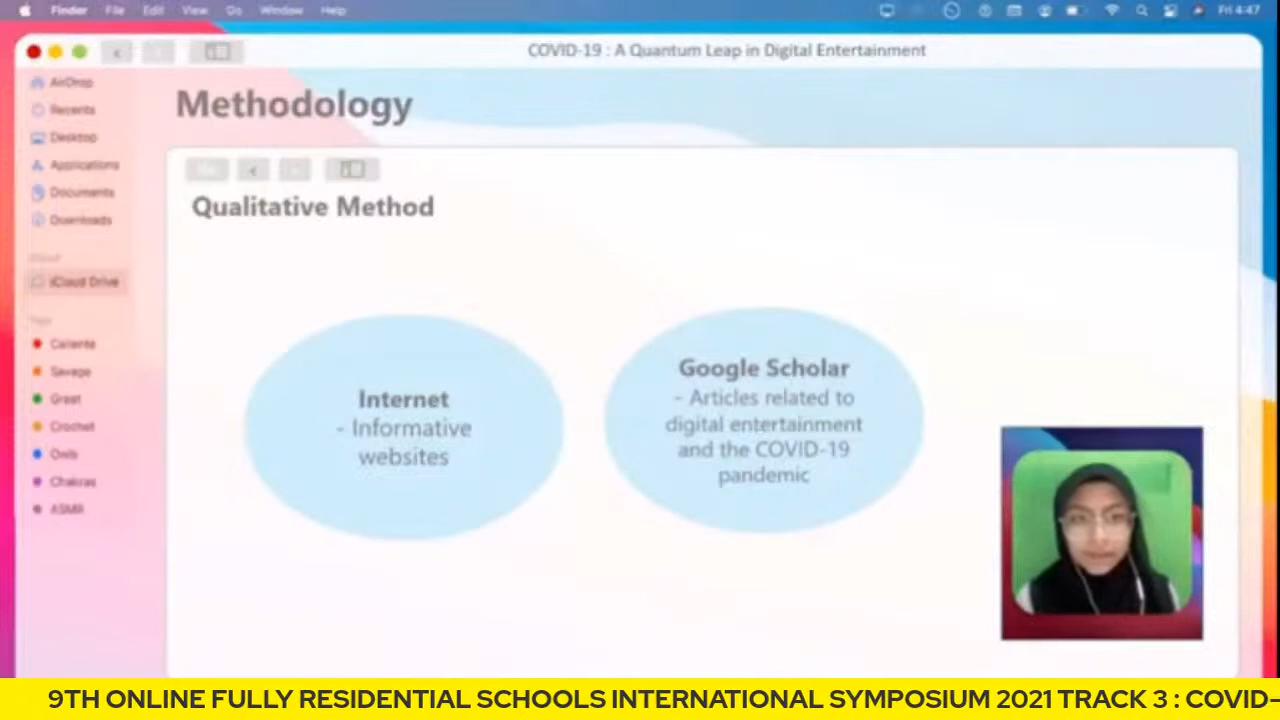 Finder File Edit View Go Window Help
Fri 4:47
COVID-19 : A Quantum Leap in Digital Entertainment
AirDrop
Recents
Desktop
Applications
Documents
Downloads
iCloud Drive
Caliente
Savage
Great
Crochet
Owls
Chakras
ASMR
Methodology
Qualitative Method
Internet
- Informative
websites
Google Scholar
- Articles related to
digital entertainment
and the COVID-19
pandemic
9TH ONLINE FULLY RESIDENTIAL SCHOOLS INTERNATIONAL SYMPOSIUM 2021 TRACK 3 : COVID-